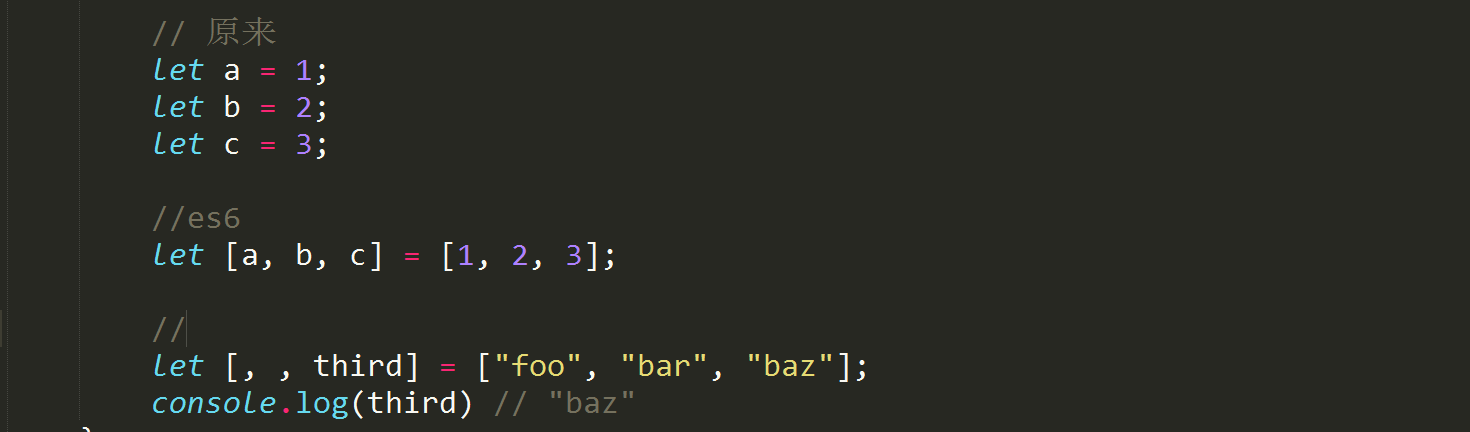 // 原来
let a = 1;
let b = 2;
let c = 3;
//es6
let [a, b, c] = [1, 2, 3];
//
let [, , third] = ["foo", "bar", "baz"];
console.log(third) // "baz"
}